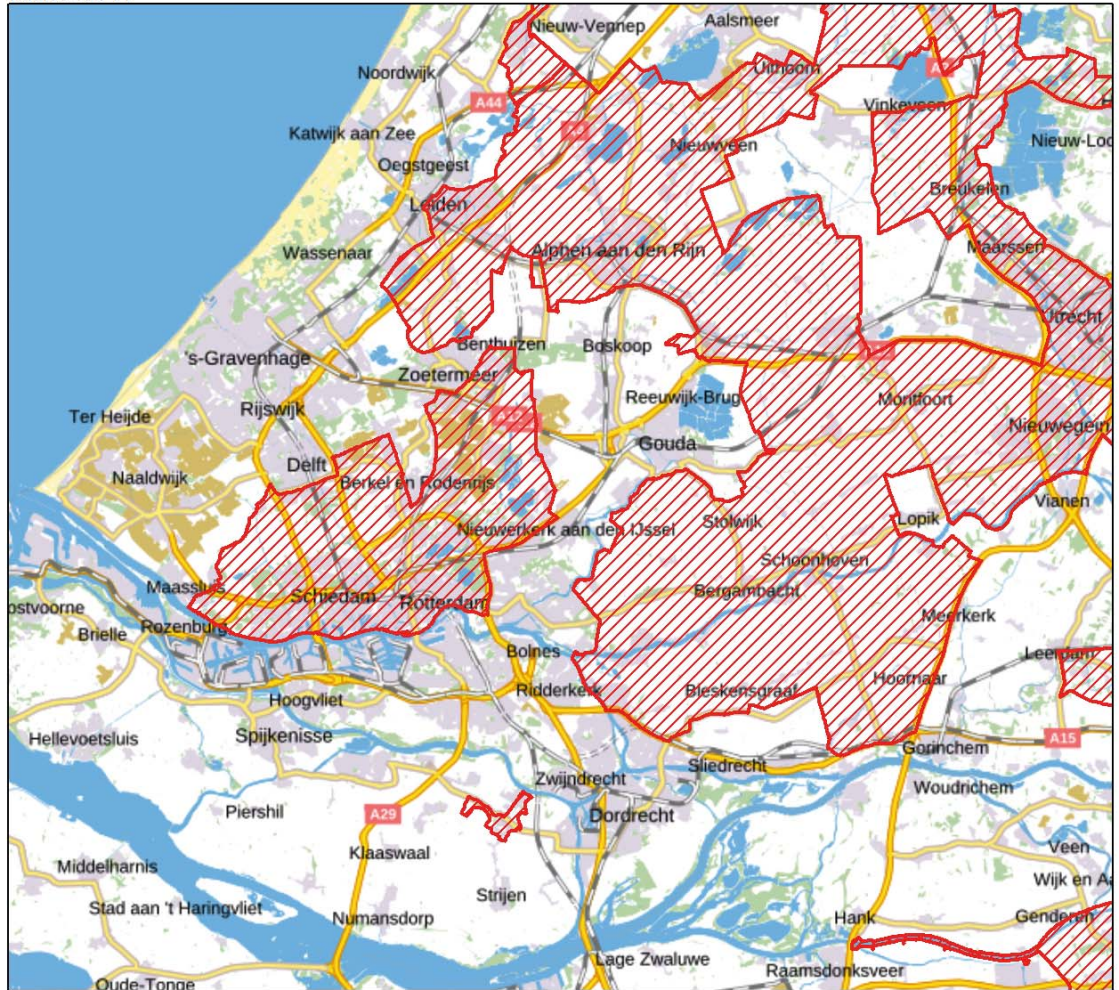 Nieuw-Vennep
Aalsmeer
Noordwijk
Uithoorn
A44
Vinkeveen
Katwijk aan Zee
Nieuwveen
Nieuw-Loo
Oegstgeest
Breukelen
Leiden
Wassenaar
Alphen aan den Rijn
Maarssen
Utrecht
's-Gravenhage
Benthuizen
Boskoop
Zoetermeer
Reeuwijk-Brug
Montfoort
Ter Heijde
Rijswijk
Nieuwegein
Gouda
Delft
Naaldwijk
Berkel en Rodenrijs
Vianen
Lopik
Stolwijk
Nieuwerkerk aan den IJssel
Schoonhoven
Maassluis
Bergambacht
Schiedam
Rotterdam
ostvoorne
Meerkerk
Rozenburg
Brielle
Bolnes
Leerdam
Hoornaar
Ridderkerk
Bleskensgraaf
Hoogvliet
Spijkenisse
Hellevoetsluis
A15
Gorinchem
Sliedrecht
Zwijndrecht
Woudrichem
Piershil
A29
Dordrecht
Klaaswaal
Veen
Middelharnis
Wijk en Aa
Strijen
Stad aan 't Haringvliet
Numansdorp
Hank
Genderen
Lage Zwaluwe
Raamsdonksveer
Oude-Tonge